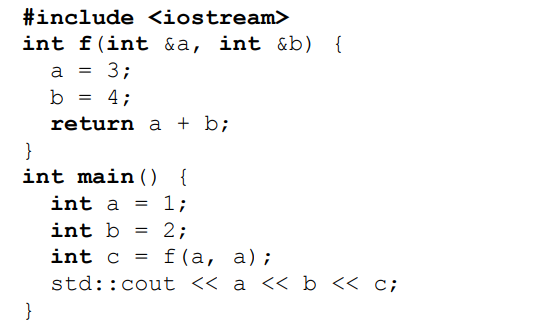 #include <iostream>
int f(int &a, int &b) {
  a = 3;
  b = 4;
  return a + b;
}
int main() {
  int a = 1;
  int b = 2;
  int c = f(a, a);
  std::cout << a << b << c;
}